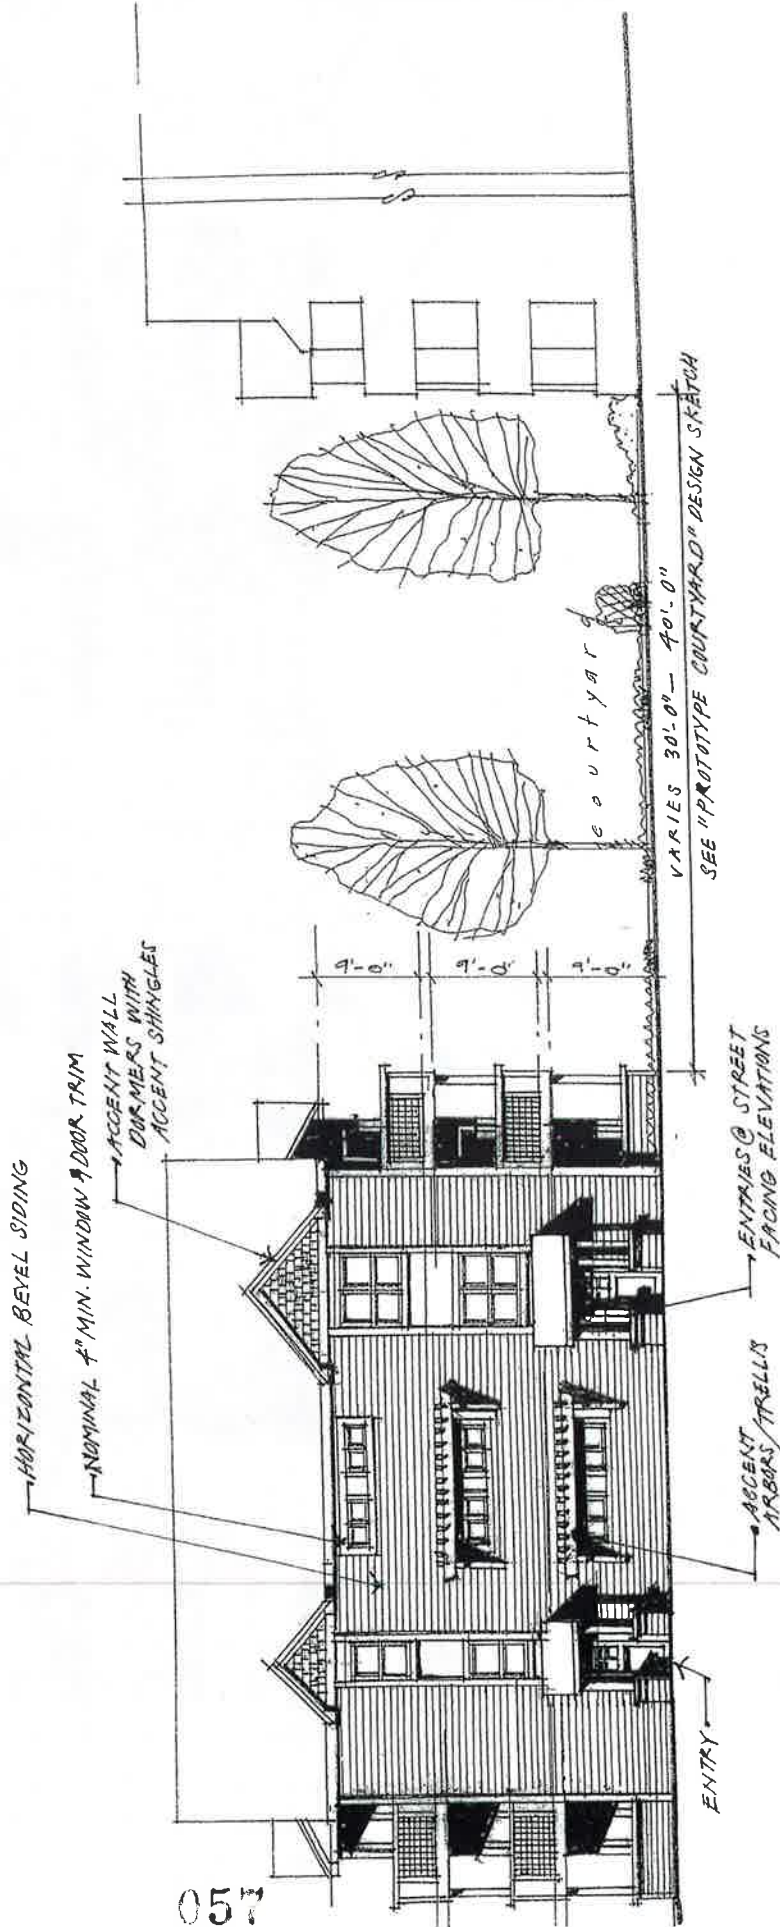 HORIZONTAL BEVEL SIDING
NOMINAL 4" MIN. WINDOW & DOOR TRIM
ACCENT WALL
DORMERS WITH
ACCENT SHINGLES
9'-0"
9'-0"
9'-0"
courtyard
VARIES 30'-0" — 40'-0"
SEE "PROTOTYPE COURTYARD" DESIGN SKETCH
ENTRY
ACCENT
ARBORS/TRELLIS
ENTRIES @ STREET
FACING ELEVATIONS
057